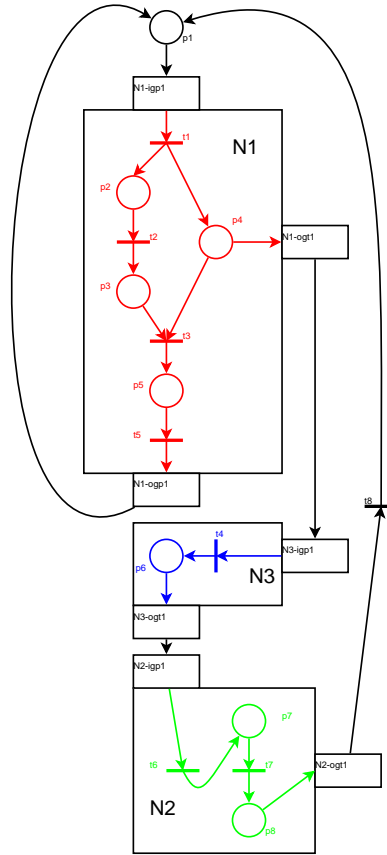 p1
N1-igp1
t1
N1
p2
p4
t2
N1-ogt1
p3
t3
p5
t5
N1-ogp1
t8
t4
N3-igp1
p6
N3
N3-ogt1
N2-igp1
p7
t6
t7
N2-ogt1
N2
p8